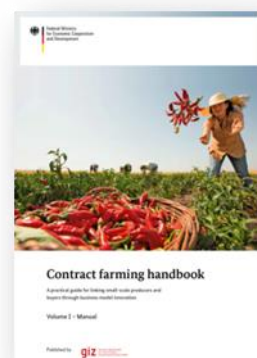 Federal Ministry
for Economic Cooperation
and Development
Contract farming handbook
A practical guide for linking small-scale producers and
buyers through business model innovation
Volume I – Manual
Published by
giz